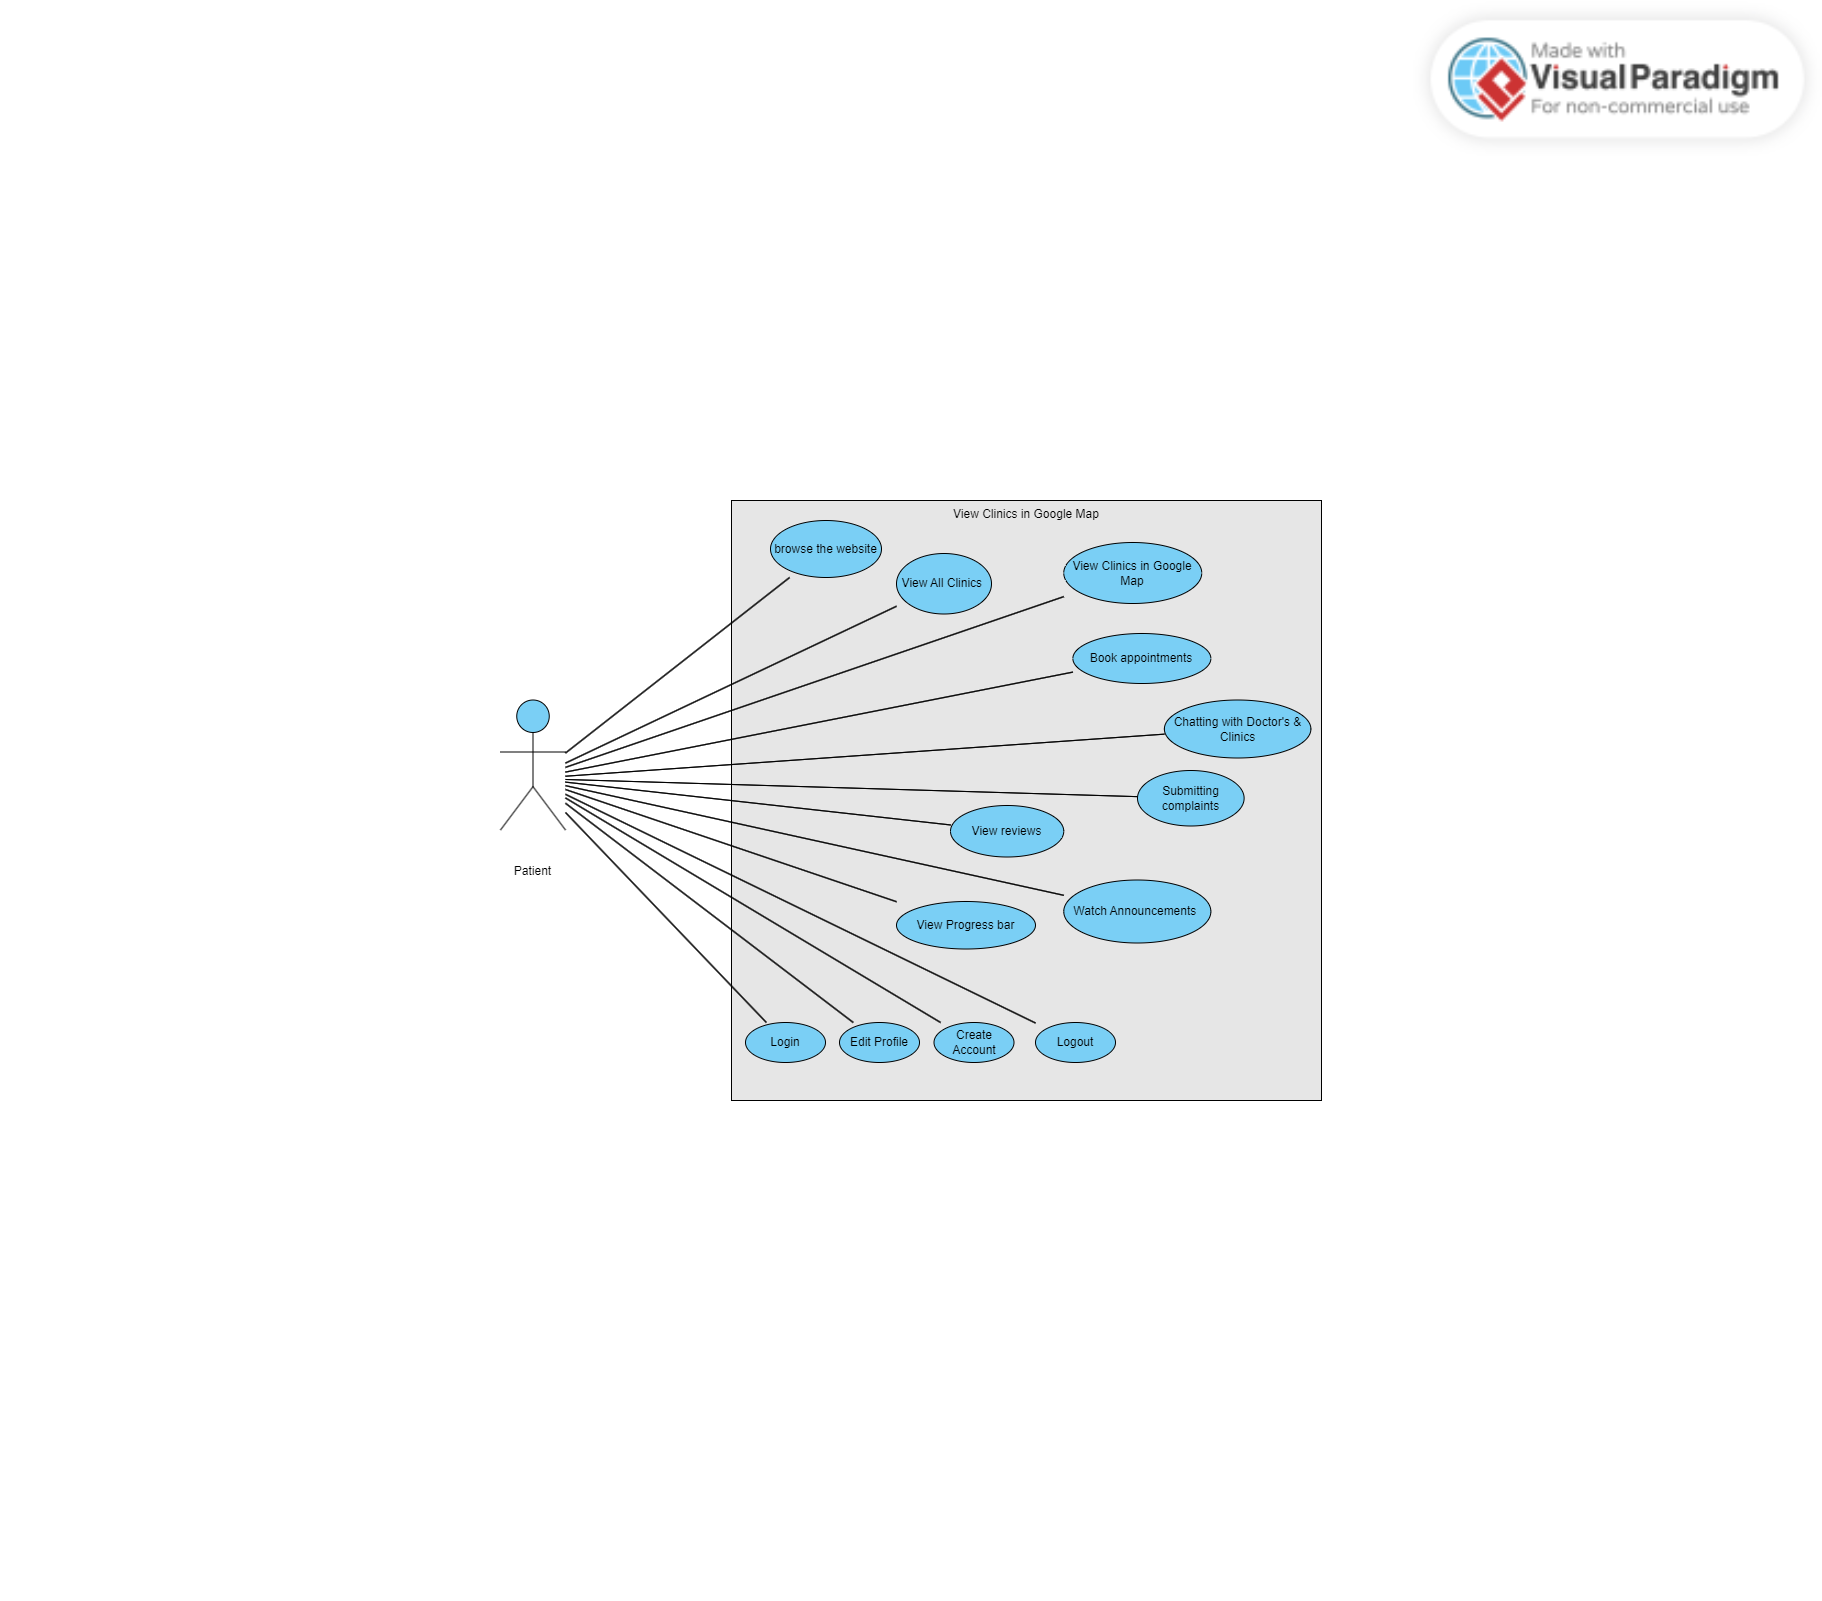 Made with
Visual Paradigm
For non-commercial use
View Clinics in Google Map
browse the website
View All Clinics
View Clinics in Google
Map
Book appointments
Chatting with Doctor's &
Clinics
Submitting
complaints
View reviews
Patient
Watch Announcements
View Progress bar
Login
Edit Profile
Create
Account
Logout